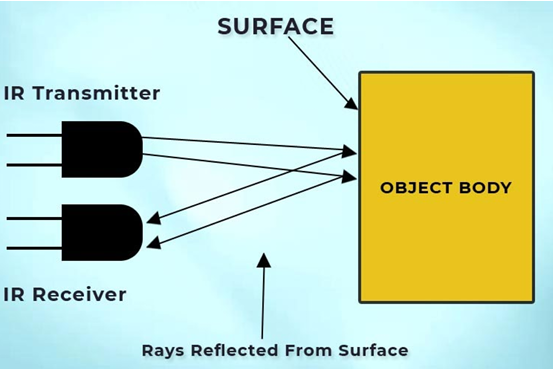 SURFACE
IR Transmitter
OBJECT BODY
IR Receiver
Rays Reflected From Surface